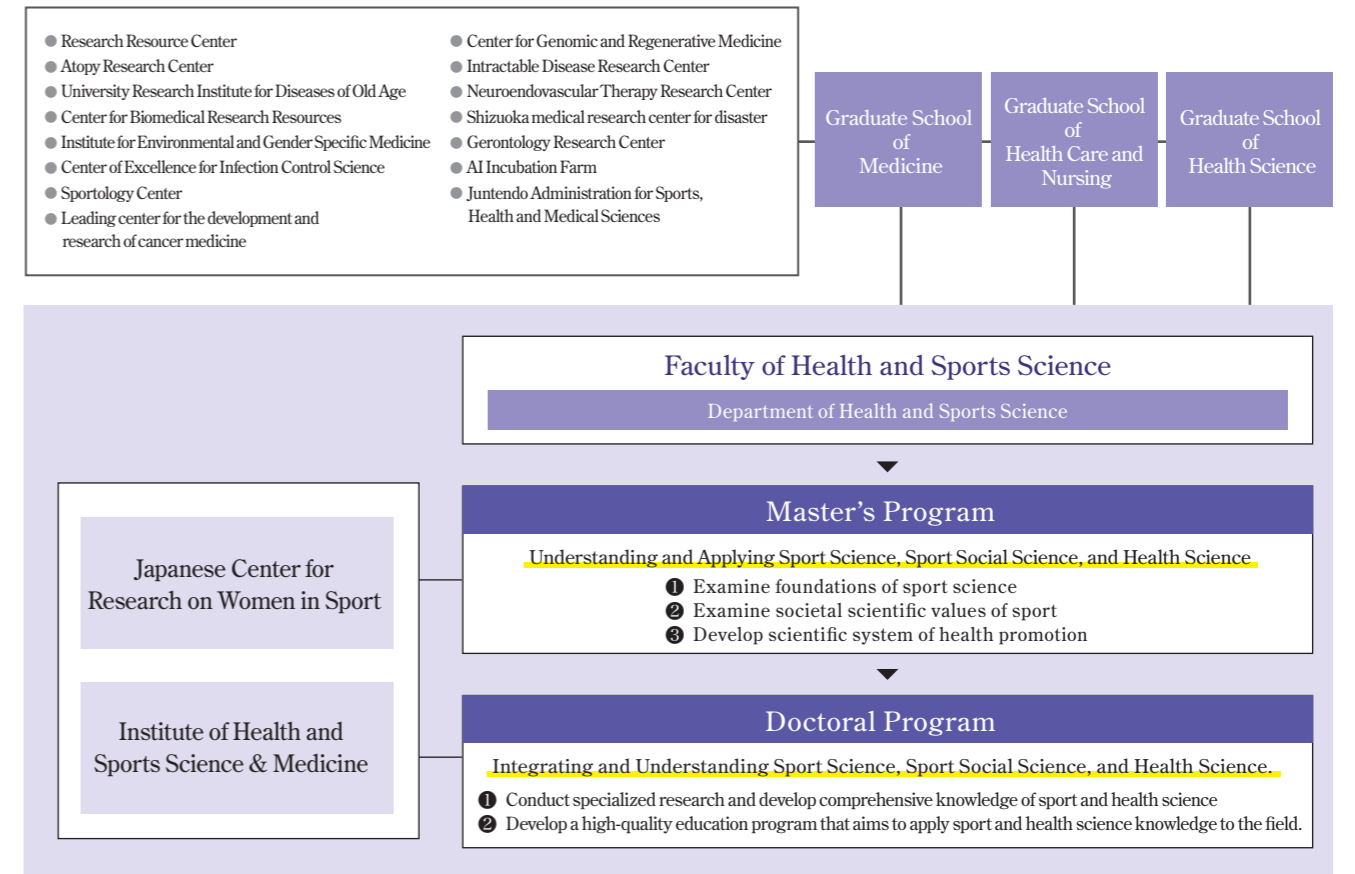 ● Research Resource Center
● Atopy Research Center
● University Research Institute for Diseases of Old Age
● Center for Biomedical Research Resources
● Institute for Environmental and Gender Specific Medicine
● Center of Excellence for Infection Control Science
● Sportology Center
● Leading center for the development and
research of cancer medicine
● Center for Genomic and Regenerative Medicine
● Intractable Disease Research Center
● Neuroendovascular Therapy Research Center
● Shizuoka medical research center for disaster
● Gerontology Research Center
● AI Incubation Farm
● Juntendo Administration for Sports,
Health and Medical Sciences
Graduate School
of
Medicine
Graduate School
of
Health Care and
Nursing
Graduate School
of
Health Science
Faculty of Health and Sports Science
Department of Health and Sports Science
Japanese Center for
Research on Women in Sport
Institute of Health and
Sports Science & Medicine
Master's Program
Understanding and Applying Sport Science, Sport Social Science, and Health Science
❶ Examine foundations of sport science
❷ Examine societal scientific values of sport
❸ Develop scientific system of health promotion
Doctoral Program
Integrating and Understanding Sport Science, Sport Social Science, and Health Science.
❶ Conduct specialized research and develop comprehensive knowledge of sport and health science
❷ Develop a high-quality education program that aims to apply sport and health science knowledge to the field.